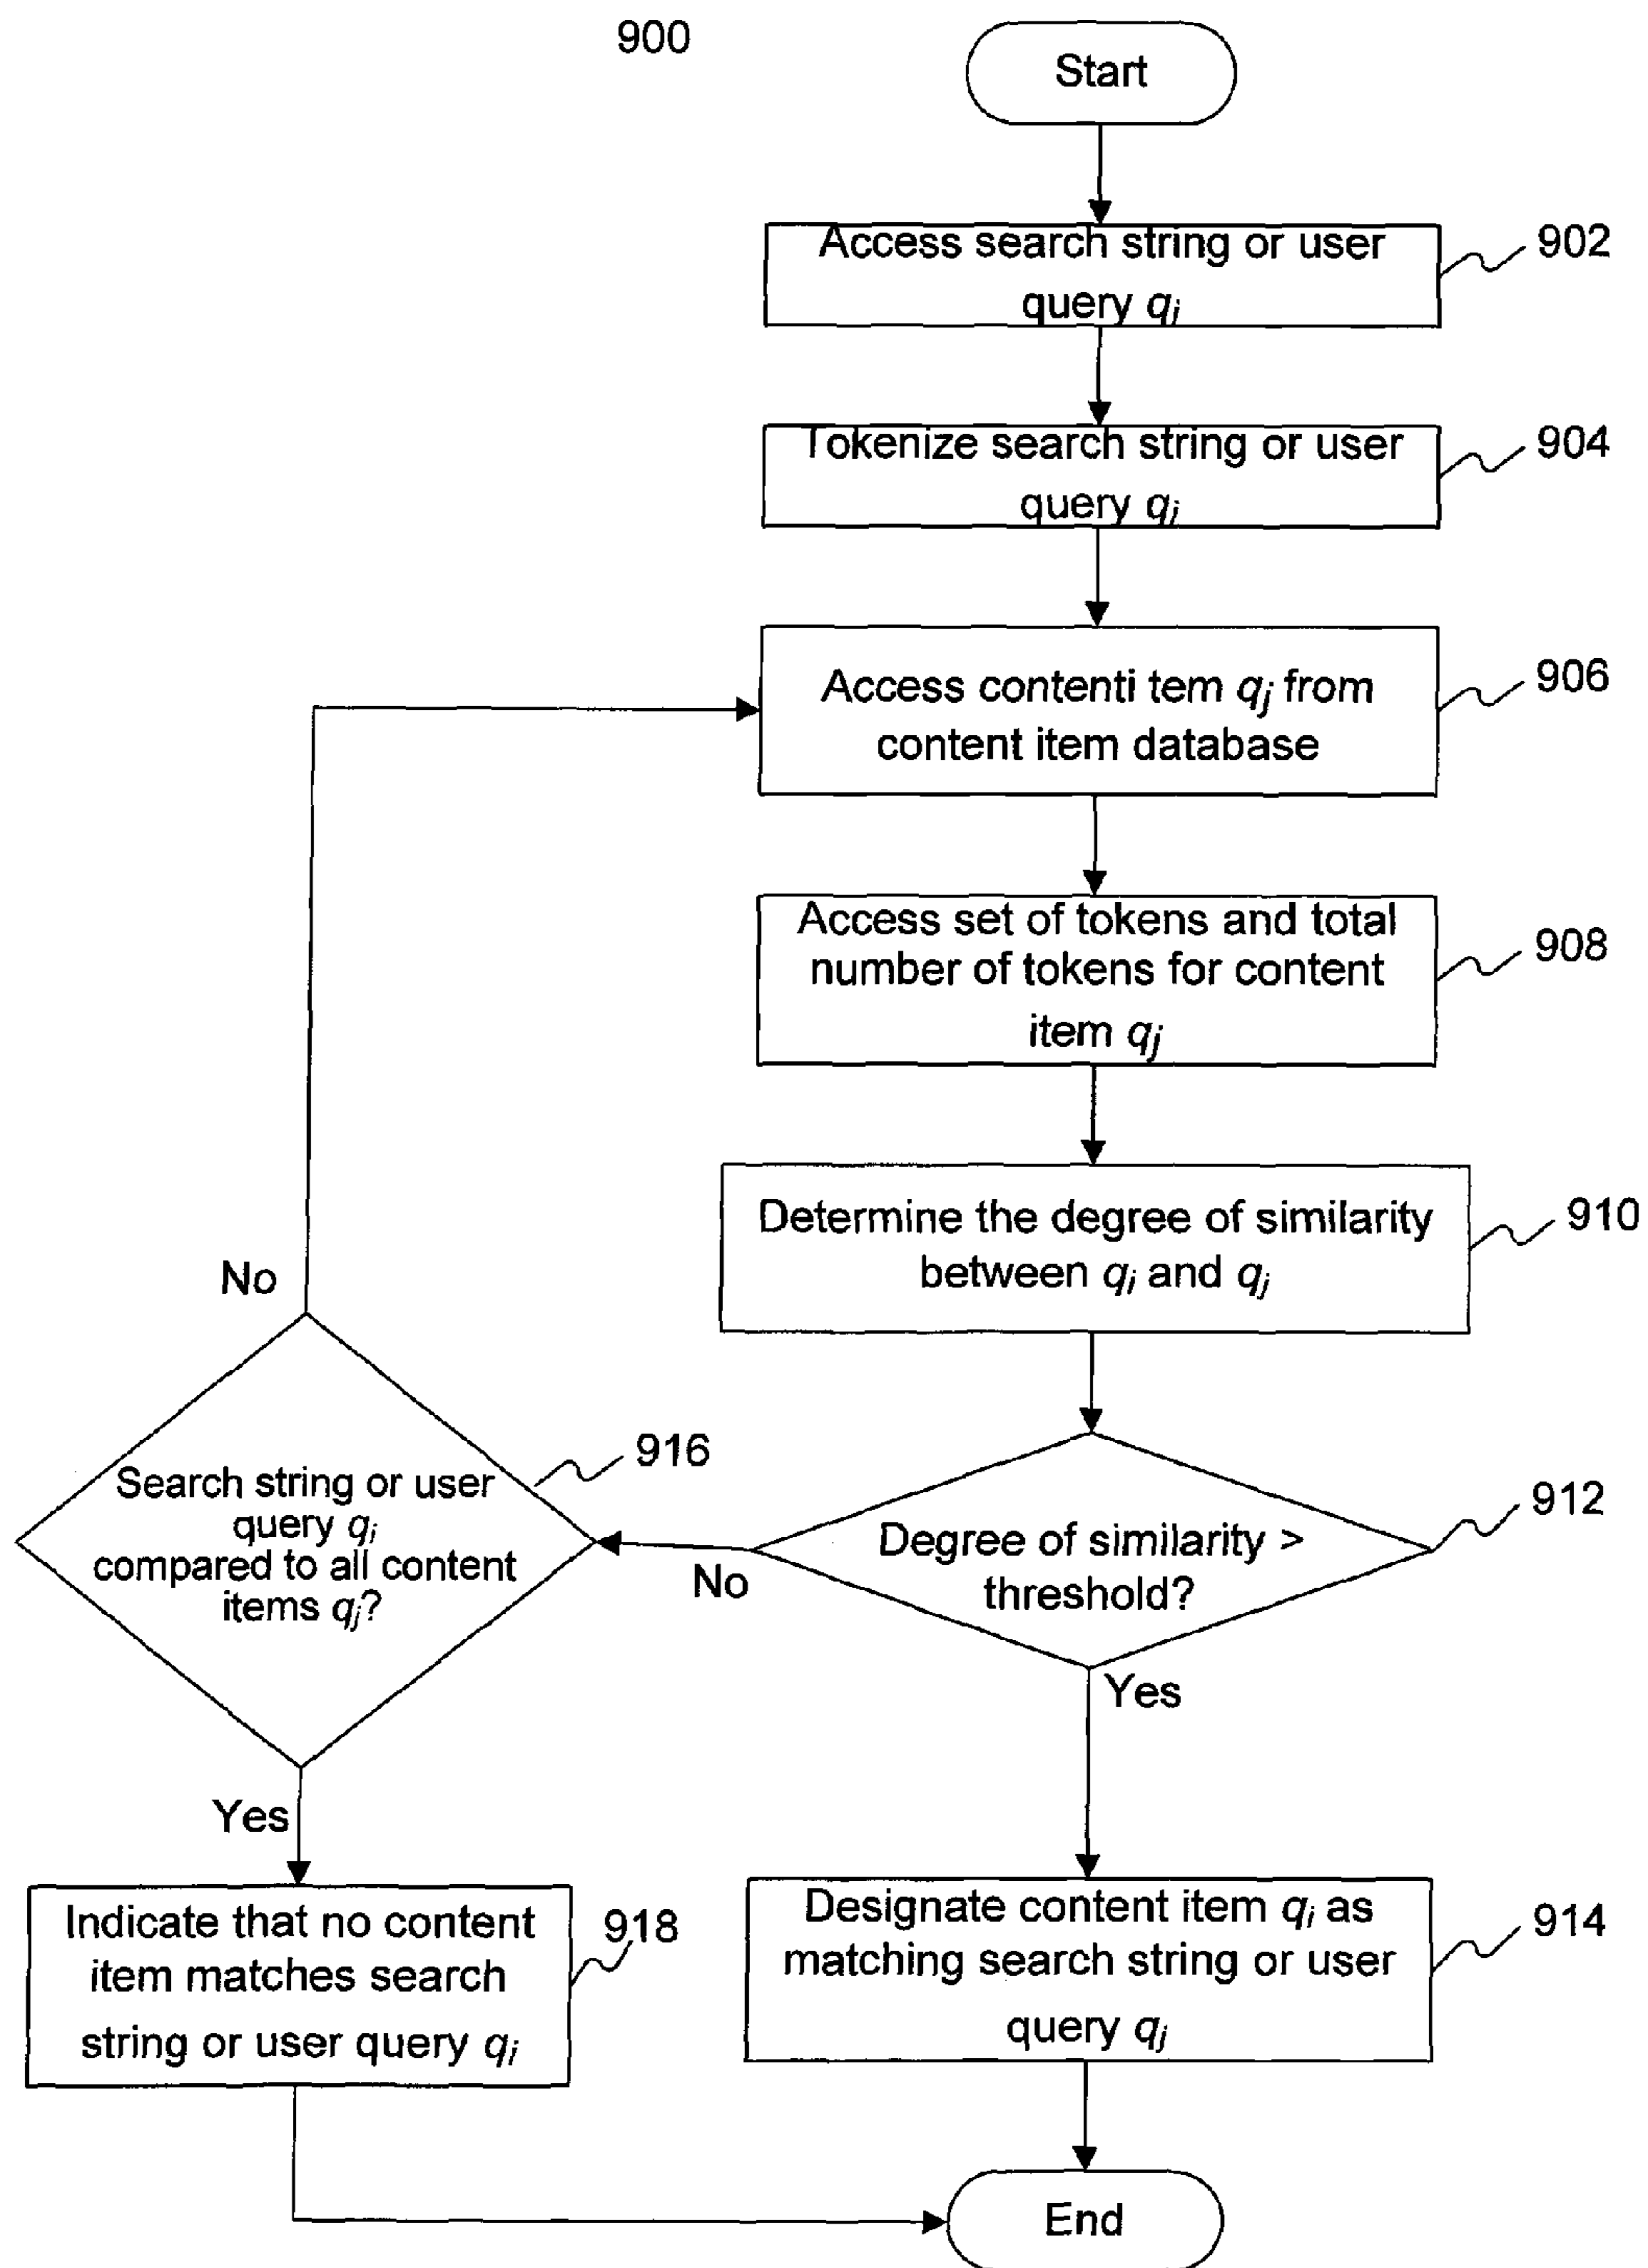 900
Start
Access search string or user
query qi
902
Tokenize search string or user
query qi
904
Access contenti tem qj from
content item database
906
Access set of tokens and total
number of tokens for content
item qj
908
Determine the degree of similarity
between qi and qj
910
No
Search string or user
query qi
compared to all content
items qj?
916
Degree of similarity >
threshold?
912
No
Yes
Yes
Indicate that no content
item matches search
string or user query qi
918
Designate content item qi as
matching search string or user
query qj
914
End